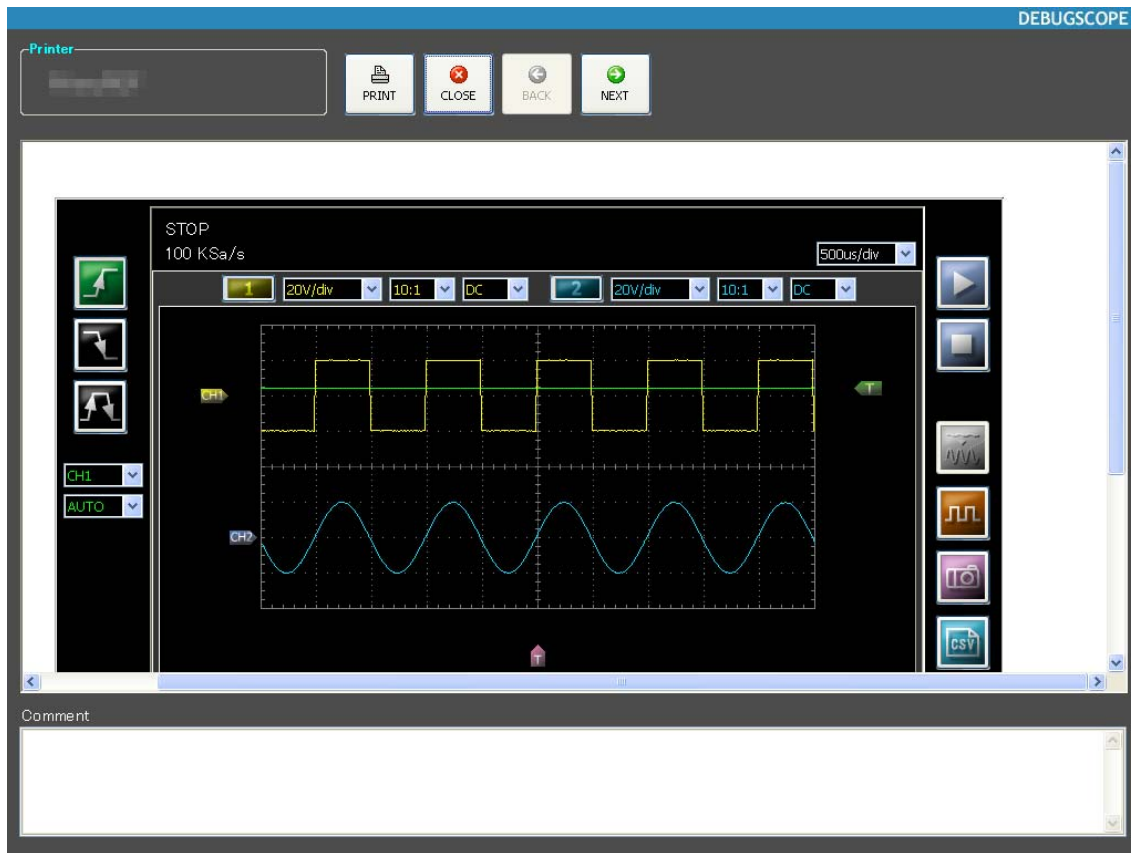 DEBUGSCOPE
Printer
PRINT
CLOSE
BACK
NEXT
STOP
100 KSa/s
500us/div
1 20V/div 10:1 DC 2 20V/div 10:1 DC
CH1
T
CH1
AUTO
CH2
CSV
T
Comment